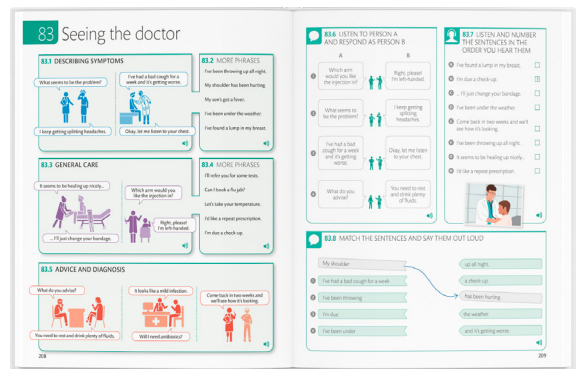 83 Seeing the doctor
83.1 DESCRIBING SYMPTOMS
What seems to be the problem?
I've had a bad cough for a
week and it's getting worse.
I keep getting splitting headaches.
Okay, let me listen to your chest.
83.2 MORE PHRASES
I've been throwing up all night.
My shoulder has been hurting.
My son's got a fever.
I've been under the weather.
I've found a lump in my breast.
83.3 GENERAL CARE
It seems to be healing up nicely...
... I'll just change your bandage.
Which arm would you
like the injection in?
Right, please!
I'm left-handed.
83.4 MORE PHRASES
I'll refer you for some tests.
Can I book a flu jab?
Let's take your temperature.
I'd like a repeat prescription.
I'm due a check-up.
83.5 ADVICE AND DIAGNOSIS
What do you advise?
You need to rest and drink plenty of fluids.
It looks like a mild infection.
Will I need antibiotics?
Come back in two weeks and
we'll see how it's looking.
208
83.6 LISTEN TO PERSON A
AND RESPOND AS PERSON B
A B
Which arm
would you like
the injection in?
Right, please!
I'm left-handed.
What seems to
be the problem?
I keep getting
splitting
headaches.
I've had a bad
cough for a week
and it's getting
worse.
Okay, let me listen
to your chest.
What do you
advise?
You need to rest
and drink plenty
of fluids.
83.7 LISTEN AND NUMBER
THE SENTENCES IN THE
ORDER YOU HEAR THEM
I've found a lump in my breast.
I'm due a check-up.
... I'll just change your bandage.
I've been under the weather.
Come back in two weeks and we'll
see how it's looking.
I've been throwing up all night.
It seems to be healing up nicely...
I'd like a repeat prescription.
83.8 MATCH THE SENTENCES AND SAY THEM OUT LOUD
My shoulder
up all night.
I've had a bad cough for a week
a check-up.
I've been throwing
has been hurting.
I'm due
the weather.
I've been under
and it's getting worse.
209